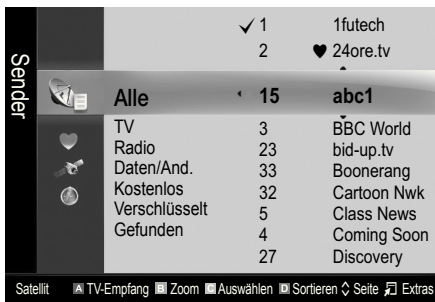 Sender
1 1futech
2 24ore.tv
Alle 15 abc1
TV 3 BBC World
Radio 23 bid-up.tv
Daten/And. 33 Boonerang
Kostenlos 32 Cartoon Nwk
Verschlüsselt 5 Class News
Gefunden 4 Coming Soon
27 Discovery
Satellit A TV-Empfang B Zoom C Auswählen D Sortieren Seite Extras